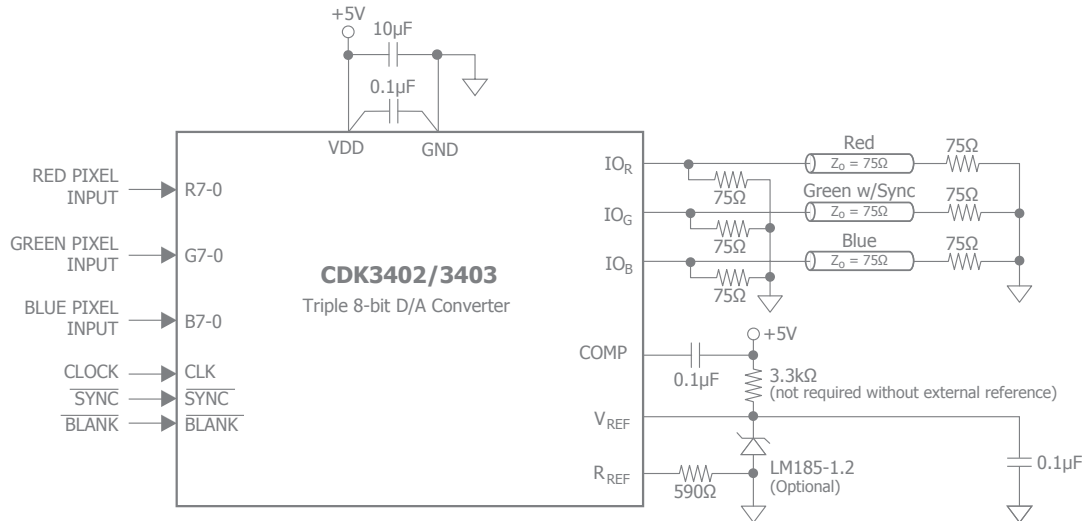 +5V
10µF
0.1µF
VDD
GND
RED PIXEL
INPUT
R7-0
GREEN PIXEL
INPUT
G7-0
BLUE PIXEL
INPUT
B7-0
CLOCK
CLK
SYNC
SYNC
BLANK
BLANK
CDK3402/3403
Triple 8-bit D/A Converter
IOR
75Ω
Red
Zo = 75Ω
75Ω
IOG
75Ω
Green w/Sync
Zo = 75Ω
75Ω
IOB
75Ω
Blue
Zo = 75Ω
75Ω
COMP
0.1µF
+5V
3.3kΩ
(not required without external reference)
VREF
LM185-1.2
(Optional)
0.1µF
RREF
590Ω